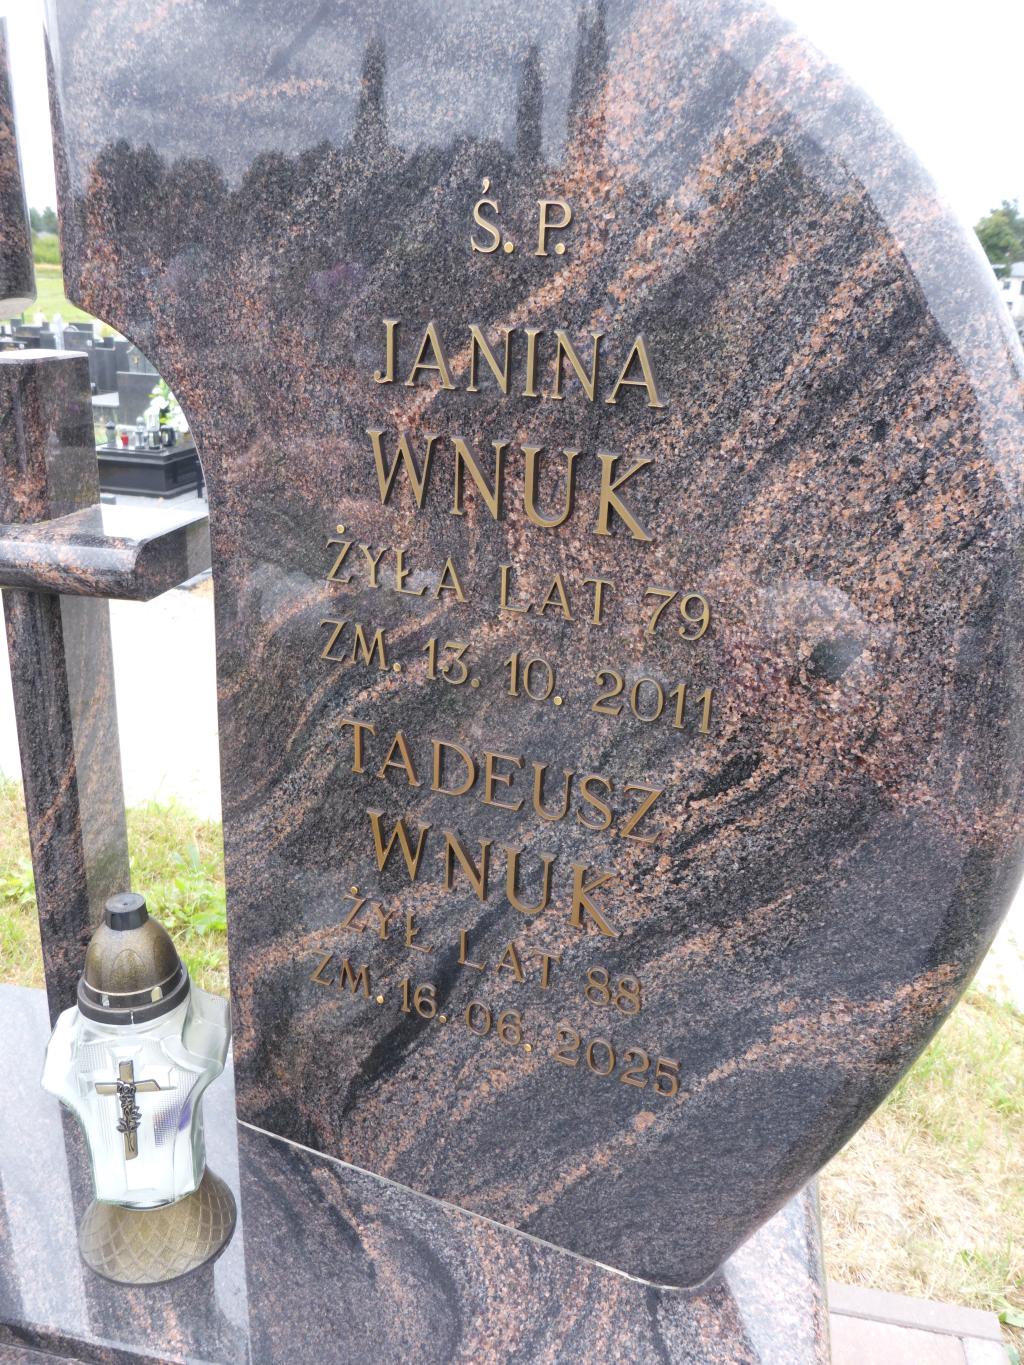 Ś. P.
JANINA
WNUK
ŻYŁA LAT 79
ZM. 13. 10. 2011
TADEUSZ
WNUK
ŻYŁ LAT 88
ZM. 16. 06. 2025